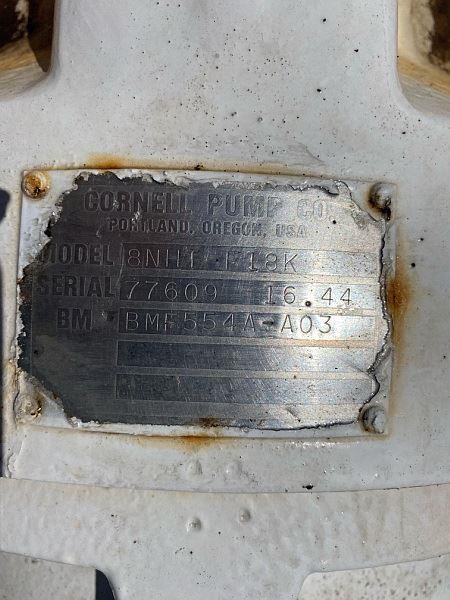 CORNELL PUMP CO
PORTLAND, OREGON, USA
MODEL 8NHT F18K
SERIAL 77609 16.44
BM BMF554A-A03